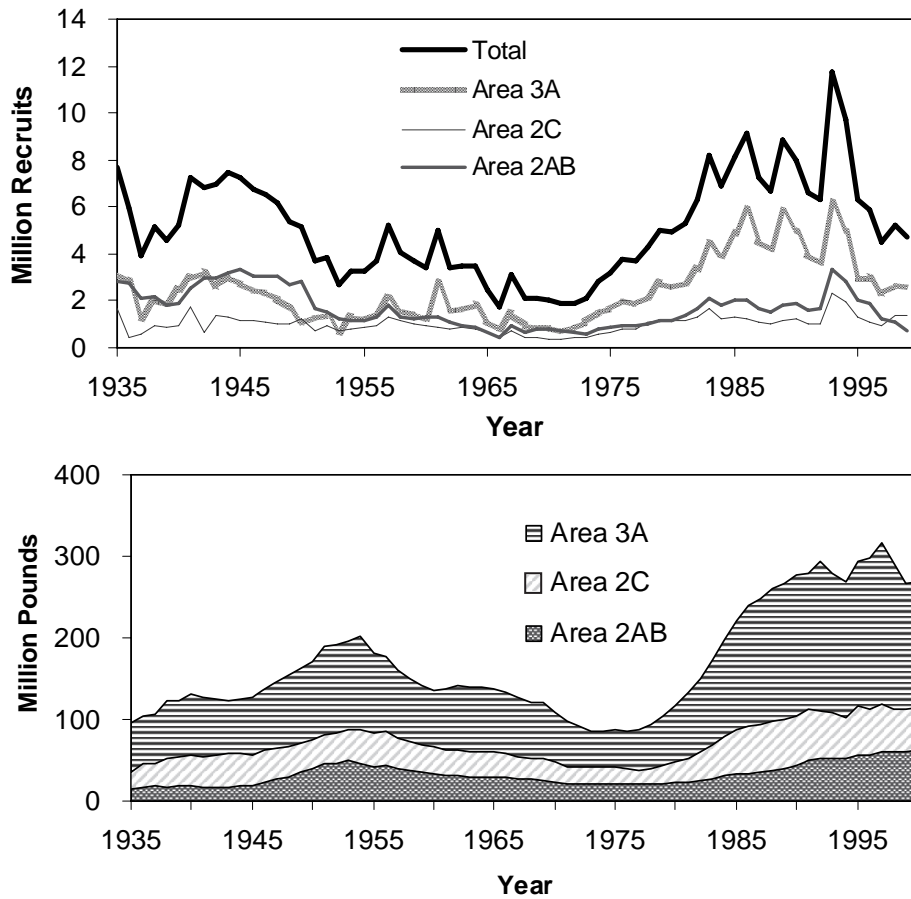 14
12
10
8
6
4
2
0
Million Recruits
Total
Area 3A
Area 2C
Area 2AB
1935 1945 1955 1965 1975 1985 1995
Year
400
300
200
100
0
Million Pounds
Area 3A
Area 2C
Area 2AB
1935 1945 1955 1965 1975 1985 1995
Year